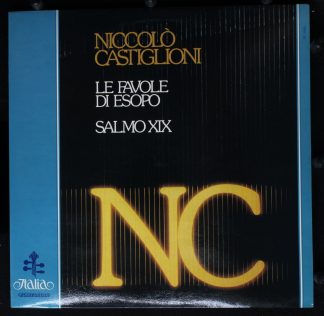 NICCOLÒ
CASTIGLIONI
LE FAVOLE
DI ESOPO
SALMO XIX
NC
Italia